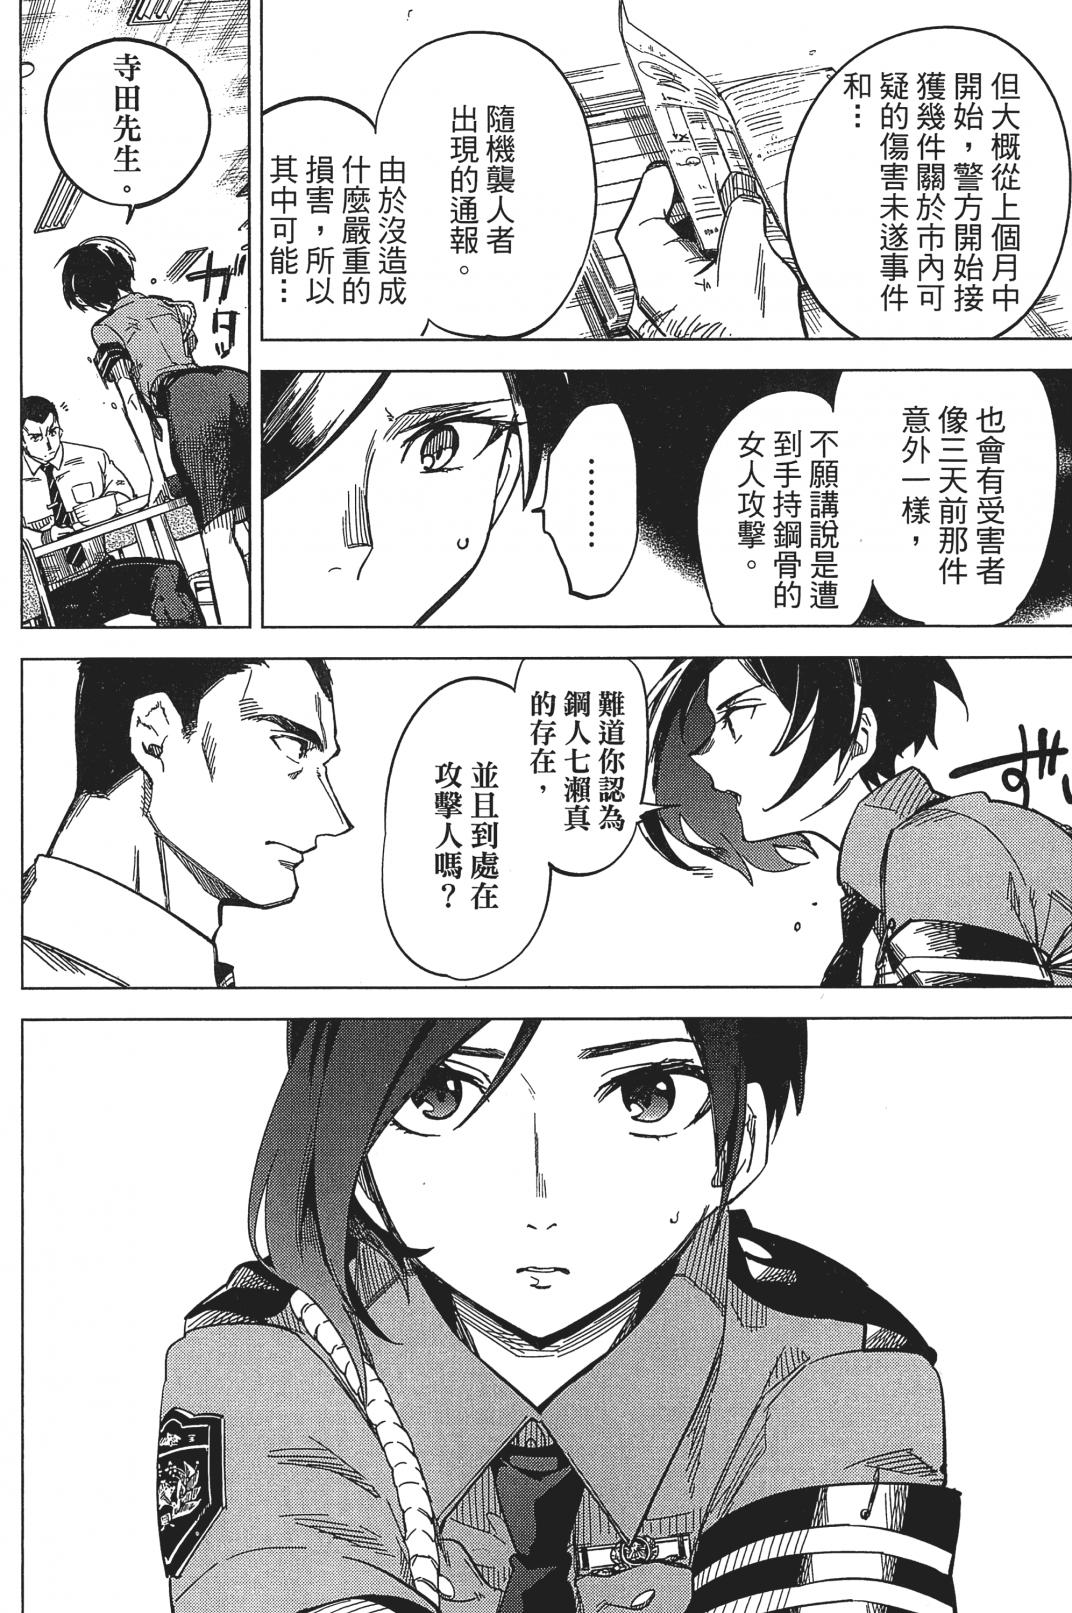 但大概從上個月中
開始，警方開始接
獲幾件關於市內可
疑的傷害未遂事件
和…
隨機襲人者
出現的通報。
由於沒造成
什麼嚴重的
損害，所以
其中可能…
也會有受害者
像三天前那件
意外一樣，
不願講說是遭
到手持鋼骨的
女人攻擊。
………
寺田先生。
ガタ
ずい
難道你認為
鋼人七瀨真
的存在，
並且到處在
攻擊人嗎？